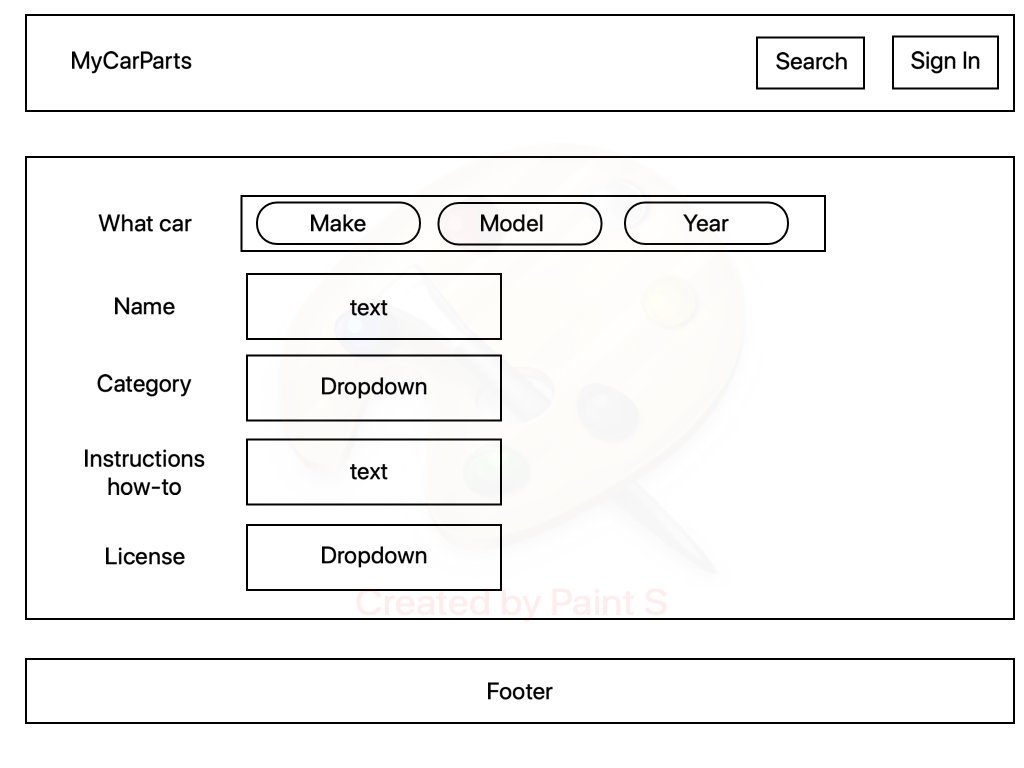 MyCarParts
Search
Sign In
What car
Make
Model
Year
Name
text
Category
Dropdown
Instructions
how-to
text
License
Dropdown
Created by Paint S
Footer